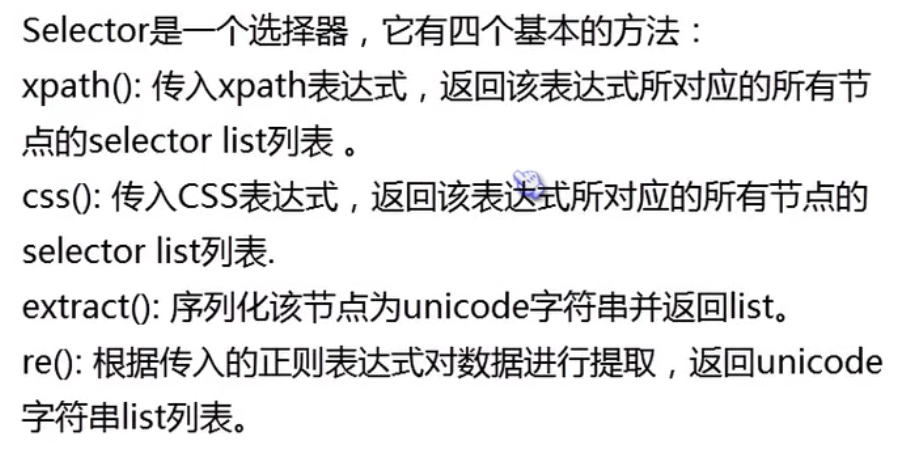 Selector是一个选择器，它有四个基本的方法：
xpath(): 传入xpath表达式，返回该表达式所对应的所有节
点的selector list列表 。
css(): 传入CSS表达式，返回该表达式所对应的所有节点的
selector list列表.
extract(): 序列化该节点为unicode字符串并返回list。
re(): 根据传入的正则表达式对数据进行提取，返回unicode
字符串list列表。